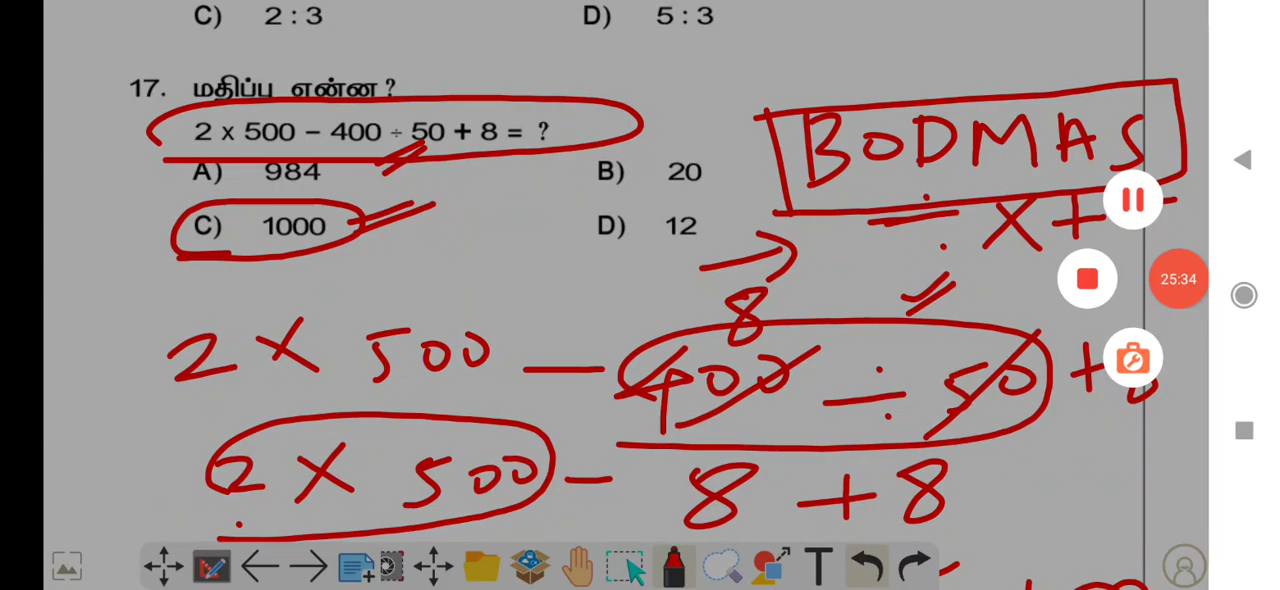 C) 2 : 3 D) 5 : 3
17. மதிப்பு என்ன ?
2 x 500 – 400 ÷ 50 + 8 = ?
A) 984 B) 20
C) 1000 D) 12
BODMAS
÷ × +
25:34
8
2 × 500 – 400 ÷ 50 +
2 × 500 – 8 + 8
T